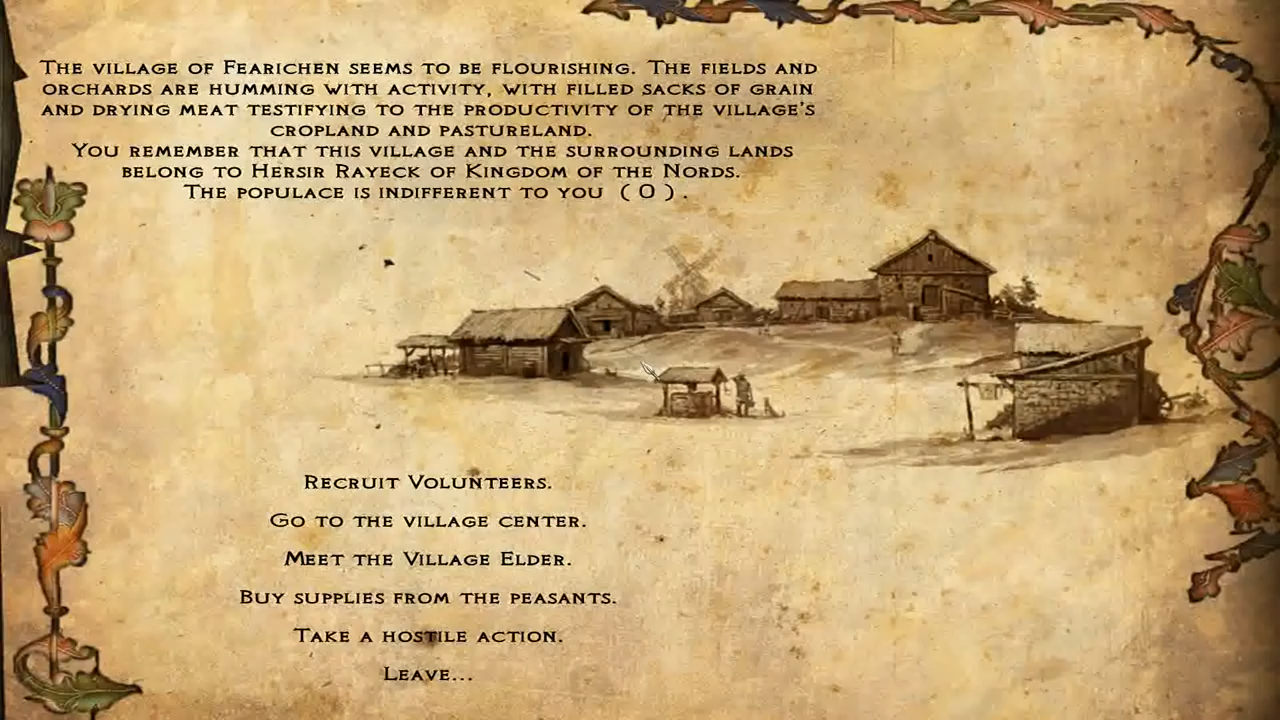 The village of Fearichen seems to be flourishing. The fields and
orchards are humming with activity, with filled sacks of grain
and drying meat testifying to the productivity of the village's
cropland and pastureland.
You remember that this village and the surrounding lands
belong to Hersir Rayeck of Kingdom of the Nords.
The populace is indifferent to you ( 0 ) .
Recruit Volunteers.
Go to the village center.
Meet the Village Elder.
Buy supplies from the peasants.
Take a hostile action.
Leave...